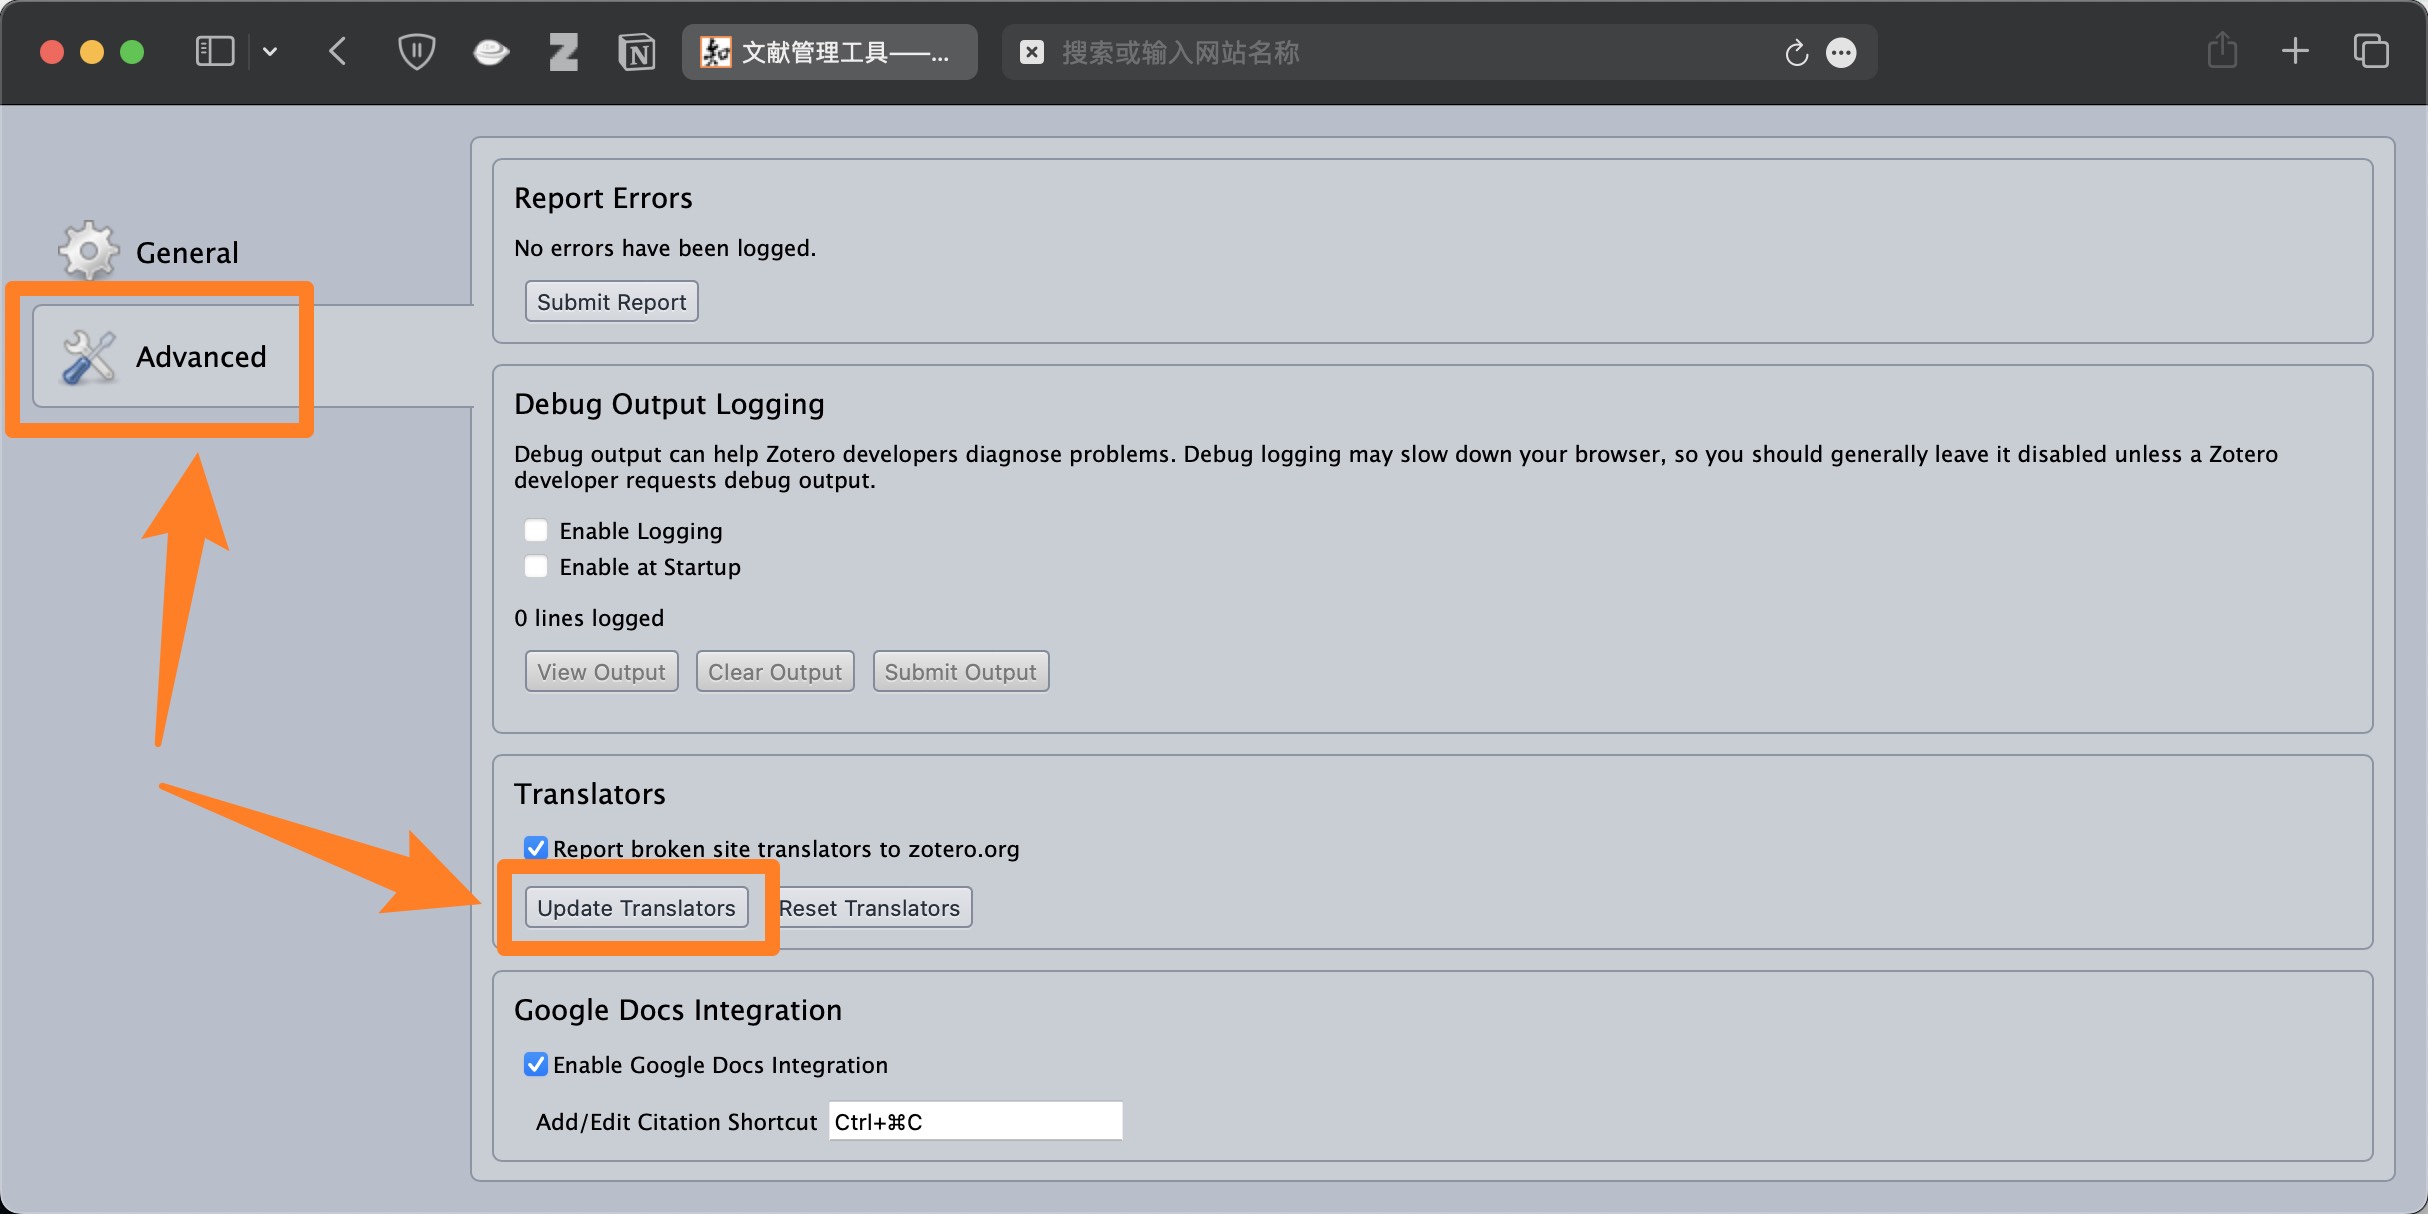 文献管理工具——...
搜索或输入网站名称
General
Advanced
Report Errors
No errors have been logged.
Submit Report
Debug Output Logging
Debug output can help Zotero developers diagnose problems. Debug logging may slow down your browser, so you should generally leave it disabled unless a Zotero
developer requests debug output.
Enable Logging
Enable at Startup
0 lines logged
View Output Clear Output Submit Output
Translators
Report broken site translators to zotero.org
Update Translators Reset Translators
Google Docs Integration
Enable Google Docs Integration
Add/Edit Citation Shortcut Ctrl+⌘C